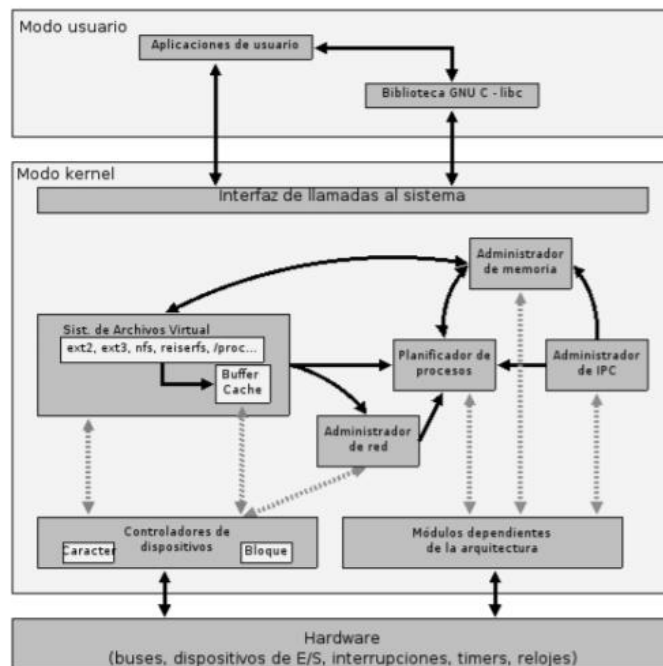 Modo usuario
Aplicaciones de usuario
Biblioteca GNU C - libc
Modo kernel
Interfaz de llamadas al sistema
Administrador
de memoria
Sist. de Archivos Virtual
ext2, ext3, nfs, reiserfs, /proc...
Buffer
Cache
Planificador de
procesos
Administrador
de IPC
Administrador
de red
Controladores de
dispositivos
Caracter
Bloque
Módulos dependientes
de la arquitectura
Hardware
(buses, dispositivos de E/S, interrupciones, timers, relojes)